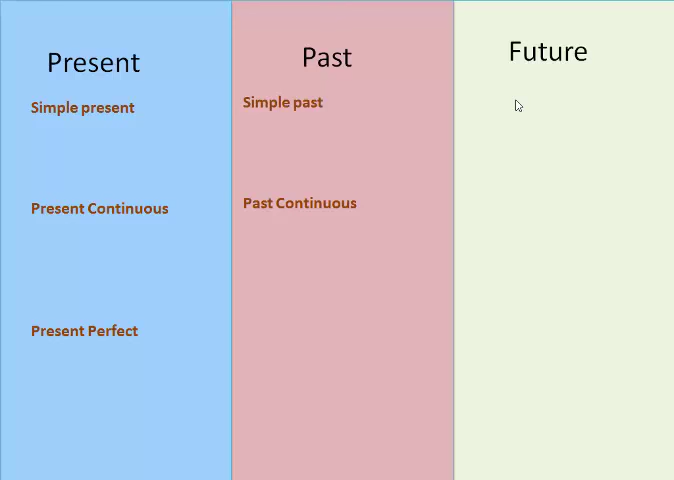 Present
Simple present
Present Continuous
Present Perfect
Past
Simple past
Past Continuous
Future